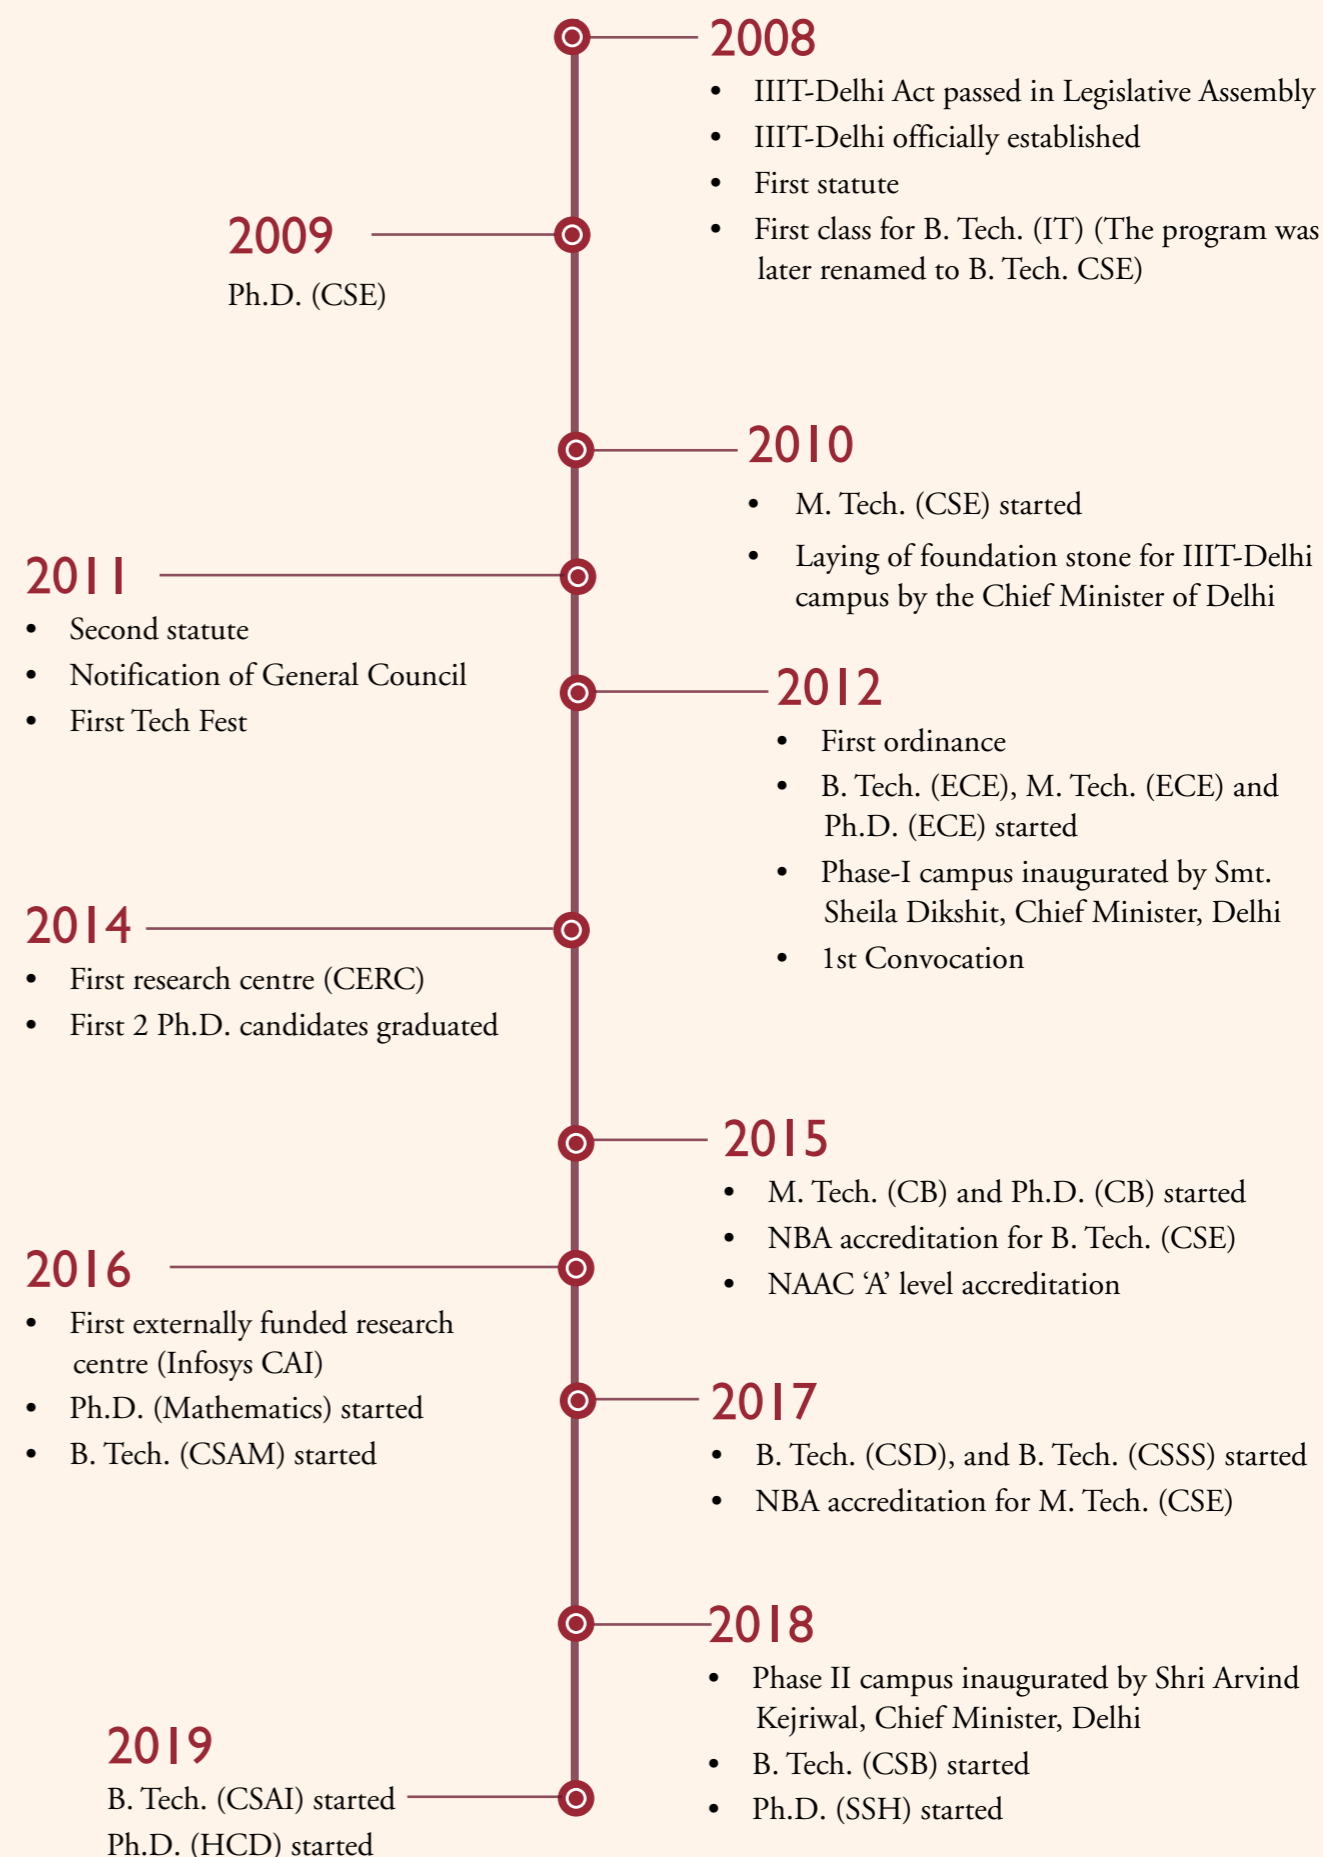 2008
• IIIT-Delhi Act passed in Legislative Assembly
• IIIT-Delhi officially established
• First statute
• First class for B. Tech. (IT) (The program was
later renamed to B. Tech. CSE)
2009
Ph.D. (CSE)
2010
• M. Tech. (CSE) started
• Laying of foundation stone for IIIT-Delhi
campus by the Chief Minister of Delhi
2011
• Second statute
• Notification of General Council
• First Tech Fest
2012
• First ordinance
• B. Tech. (ECE), M. Tech. (ECE) and
Ph.D. (ECE) started
• Phase-I campus inaugurated by Smt.
Sheila Dikshit, Chief Minister, Delhi
• 1st Convocation
2014
• First research centre (CERC)
• First 2 Ph.D. candidates graduated
2015
• M. Tech. (CB) and Ph.D. (CB) started
• NBA accreditation for B. Tech. (CSE)
• NAAC ‘A’ level accreditation
2016
• First externally funded research
centre (Infosys CAI)
• Ph.D. (Mathematics) started
• B. Tech. (CSAM) started
2017
• B. Tech. (CSD), and B. Tech. (CSSS) started
• NBA accreditation for M. Tech. (CSE)
2018
• Phase II campus inaugurated by Shri Arvind
Kejriwal, Chief Minister, Delhi
• B. Tech. (CSB) started
• Ph.D. (SSH) started
2019
B. Tech. (CSAI) started
Ph.D. (HCD) started